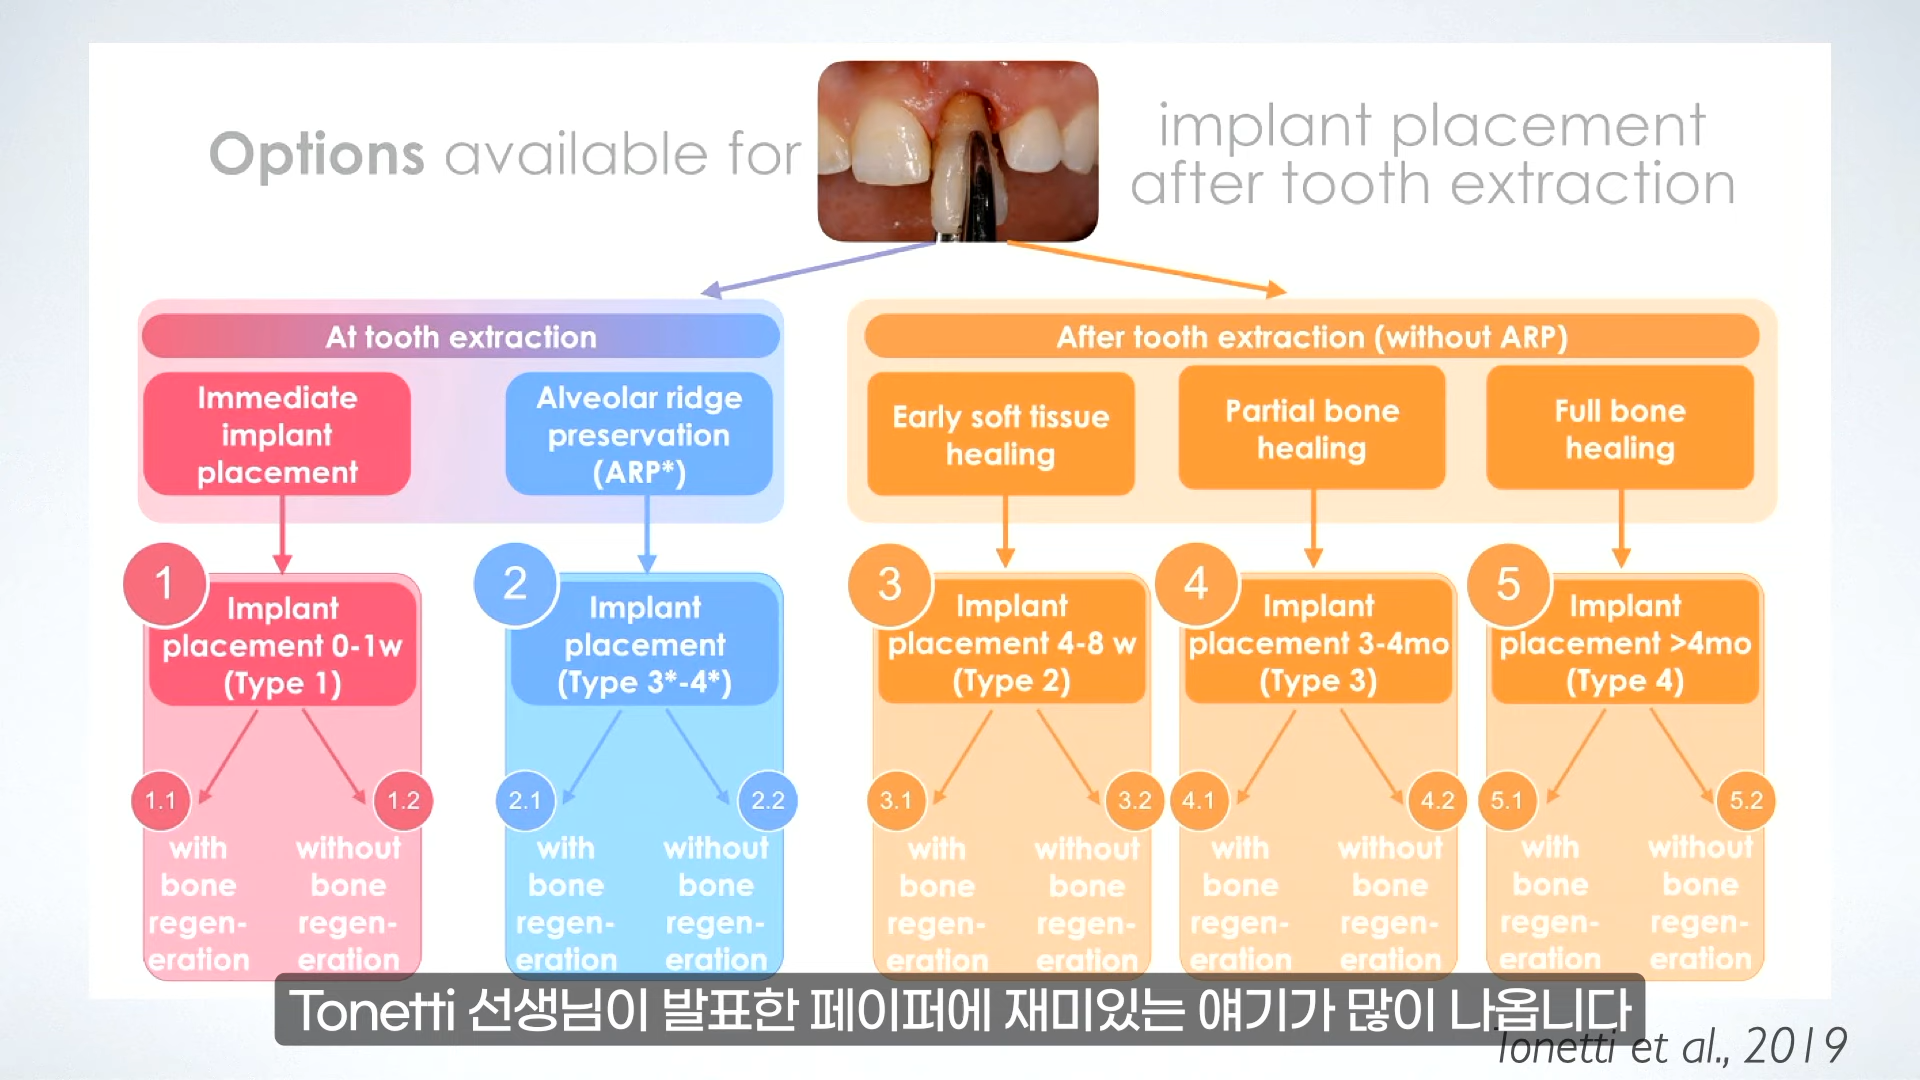 Options available for
implant placement
after tooth extraction
At tooth extraction
Immediate
implant
placement
Alveolar ridge
preservation
(ARP*)
After tooth extraction (without ARP)
Early soft tissue
healing
Partial bone
healing
Full bone
healing
1
Implant
placement 0-1w
(Type 1)
2
Implant
placement
(Type 3*-4*)
3
Implant
placement 4-8 w
(Type 2)
4
Implant
placement 3-4mo
(Type 3)
5
Implant
placement >4mo
(Type 4)
1.1
with
bone
regen-
eration
1.2
without
bone
regen-
eration
2.1
with
bone
regen-
eration
2.2
without
bone
regen-
eration
3.1
with
bone
regen-
eration
3.2
without
bone
regen-
eration
4.1
with
bone
regen-
eration
4.2
without
bone
regen-
eration
5.1
with
bone
regen-
eration
5.2
without
bone
regen-
eration
Tonetti 선생님이 발표한 페이퍼에 재미있는 얘기가 많이 나옵니다
Tonetti et al., 2019